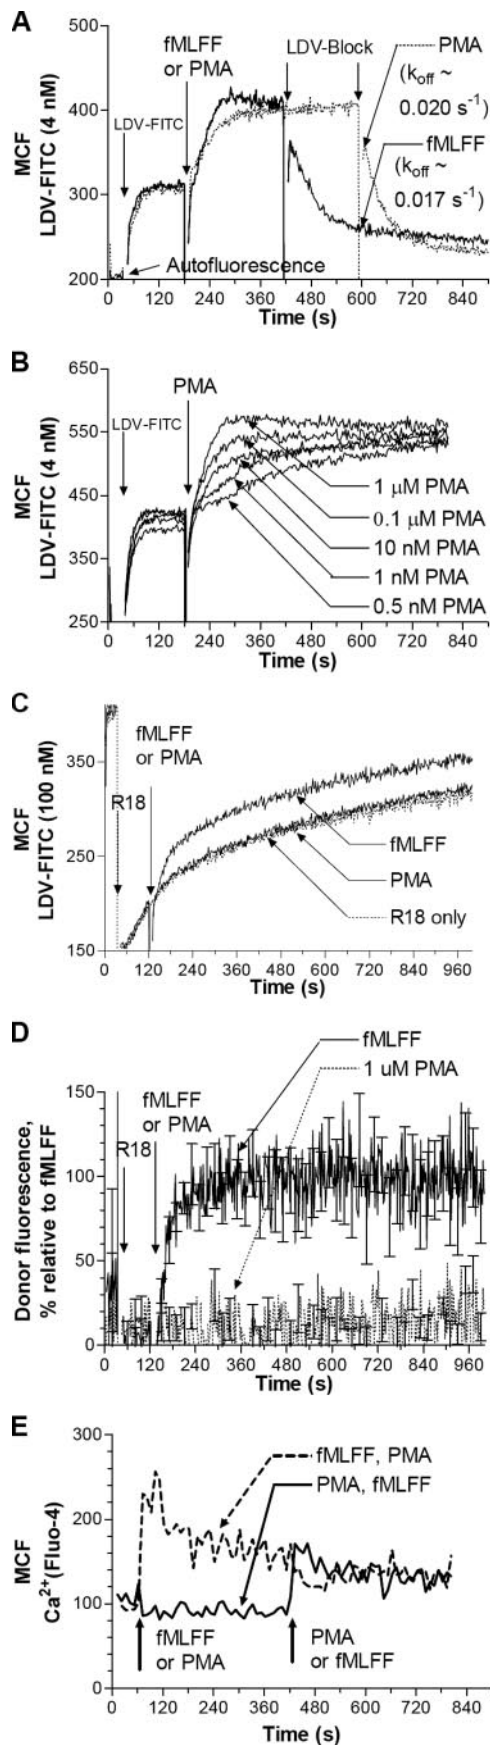 A
MCF
LDV-FITC (4 nM)
500
400
300
200
LDV-FITC
fMLFF
or PMA
LDV-Block
PMA
(koff ~
0.020 s-1)
fMLFF
(koff ~
0.017 s-1)
Autofluorescence
0 120 240 360 480 600 720 840
Time (s)
B
MCF
LDV-FITC (4 nM)
650
550
450
350
250
LDV-FITC
PMA
1 μM PMA
0.1 μM PMA
10 nM PMA
1 nM PMA
0.5 nM PMA
0 120 240 360 480 600 720 840
Time (s)
C
MCF
LDV-FITC (100 nM)
350
250
150
fMLFF
or PMA
R18
fMLFF
PMA
R18 only
0 120 240 360 480 600 720 840 960
Time (s)
D
fMLFF
1 uM PMA
Donor fluorescence,
% relative to fMLFF
150
100
50
0
R18
fMLFF
or PMA
0 120 240 360 480 600 720 840 960
Time (s)
E
MCF
Ca2+(Fluo-4)
300
200
100
0
fMLFF, PMA
PMA, fMLFF
fMLFF
or PMA
PMA
or fMLFF
0 120 240 360 480 600 720 840
Time (s)